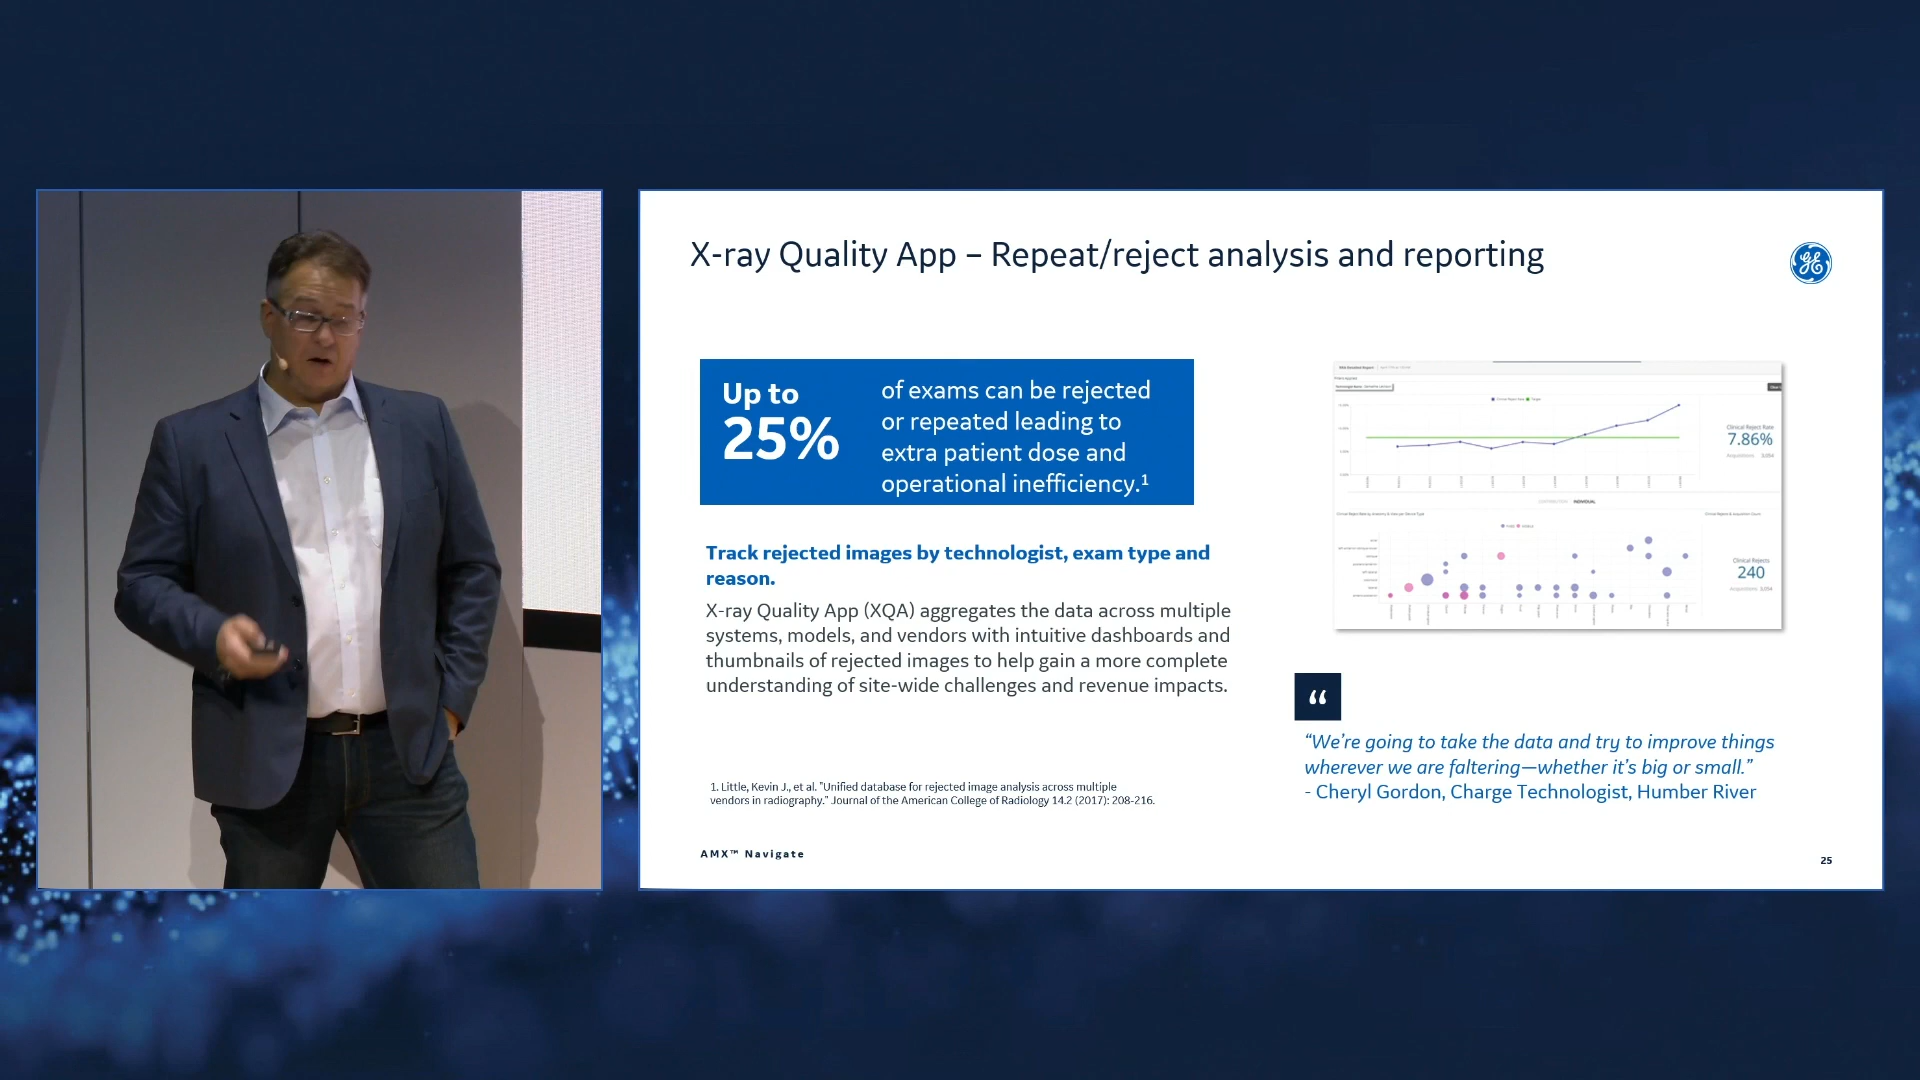 X-ray Quality App – Repeat/reject analysis and reporting
Up to
25%
of exams can be rejected
or repeated leading to
extra patient dose and
operational inefficiency.¹
Track rejected images by technologist, exam type and
reason.
X-ray Quality App (XQA) aggregates the data across multiple
systems, models, and vendors with intuitive dashboards and
thumbnails of rejected images to help gain a more complete
understanding of site-wide challenges and revenue impacts.
1. Little, Kevin J., et al. "Unified database for rejected image analysis across multiple
vendors in radiography." Journal of the American College of Radiology 14.2 (2017): 208-216.
AMX™ Navigate
Clinical Reject Rate
7.86%
INDIVIDUAL
Clinical Rejects
240
“
“We’re going to take the data and try to improve things
wherever we are faltering—whether it’s big or small.”
- Cheryl Gordon, Charge Technologist, Humber River
25